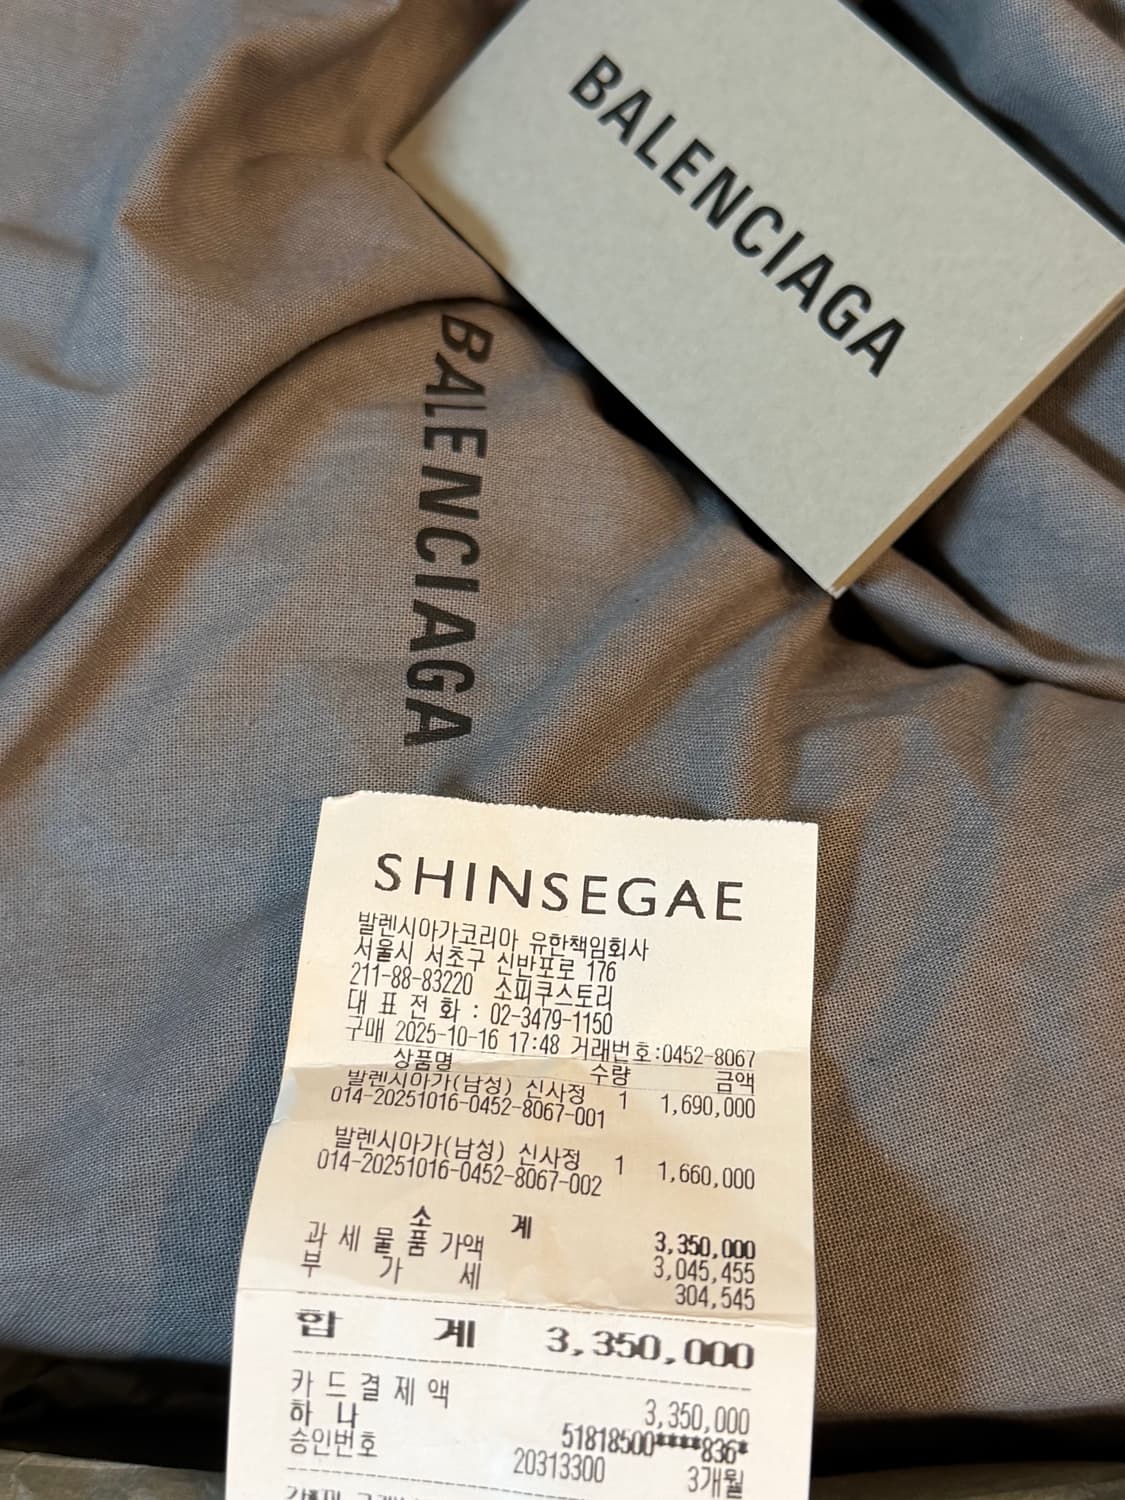 BALENCIAGA
BALENCIAGA
SHINSEGAE
발렌시아가코리아 유한책임회사
서울시 서초구 신반포로 176
211-88-83220 소피쿠스토리
대 표 전 화 : 02-3479-1150
구매 2025-10-16 17:48 거래번호:0452-8067
상품명 수량 금액
발렌시아가(남성) 신사정 1 1,690,000
014-20251016-0452-8067-001
발렌시아가(남성) 신사정 1 1,660,000
014-20251016-0452-8067-002
소 계 3,350,000
과 세 물 품 가액 3,045,455
부 가 세 304,545
합 계 3,350,000
카 드 결 제 액 3,350,000
하 나 51818500****836*
승인번호 20313300 3개월